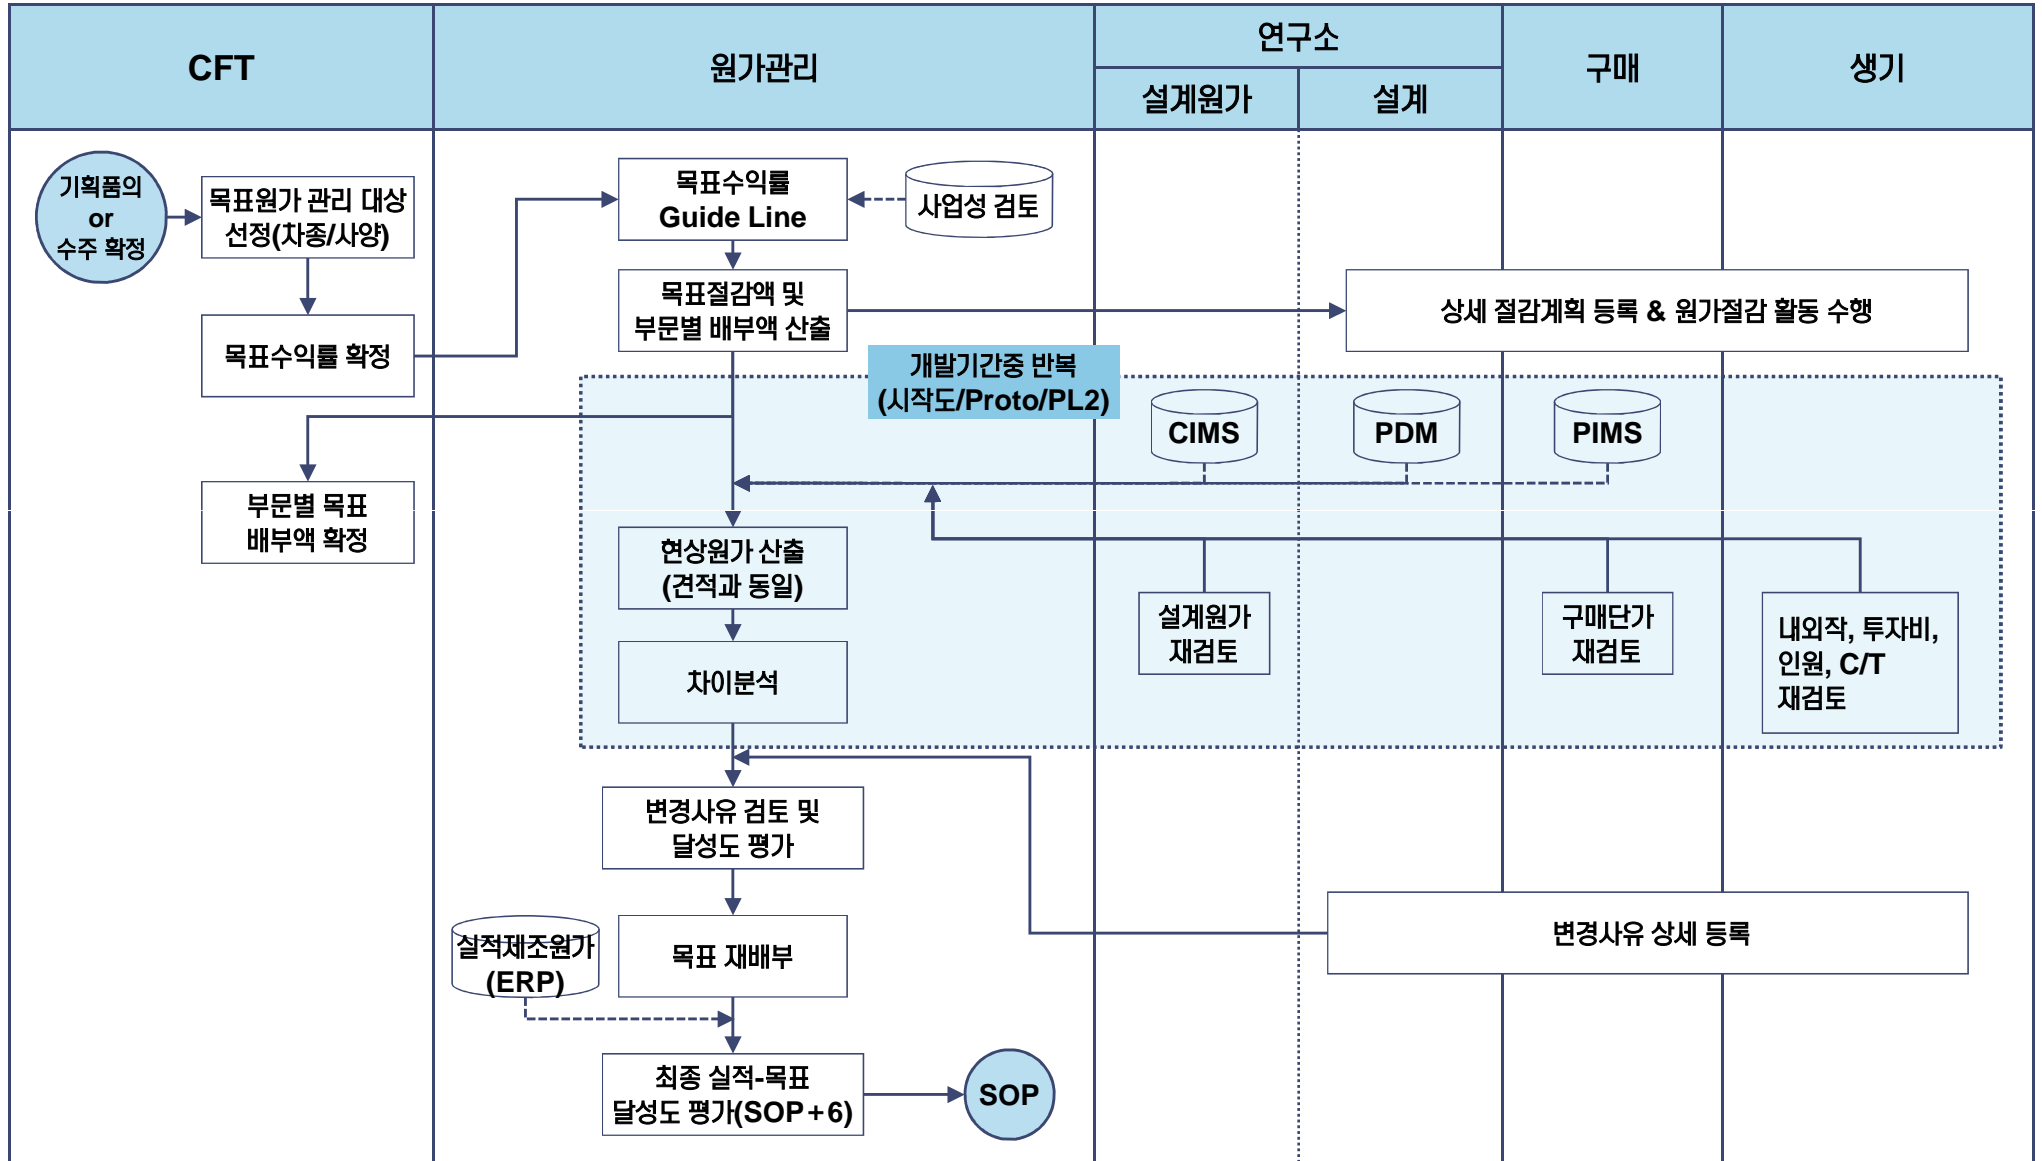 CFT
원가관리
연구소
설계원가
설계
구매
생기
기획품의
or
수주 확정
목표원가 관리 대상
선정(차종/사양)
목표수익률 확정
부문별 목표
배부액 확정
목표수익률
Guide Line
사업성 검토
목표절감액 및
부문별 배부액 산출
상세 절감계획 등록 & 원가절감 활동 수행
개발기간중 반복
(시작도/Proto/PL2)
CIMS
PDM
PIMS
현상원가 산출
(견적과 동일)
차이분석
설계원가
재검토
구매단가
재검토
내외작, 투자비,
인원, C/T
재검토
변경사유 검토 및
달성도 평가
변경사유 상세 등록
실적제조원가
(ERP)
목표 재배부
최종 실적-목표
달성도 평가(SOP+6)
SOP